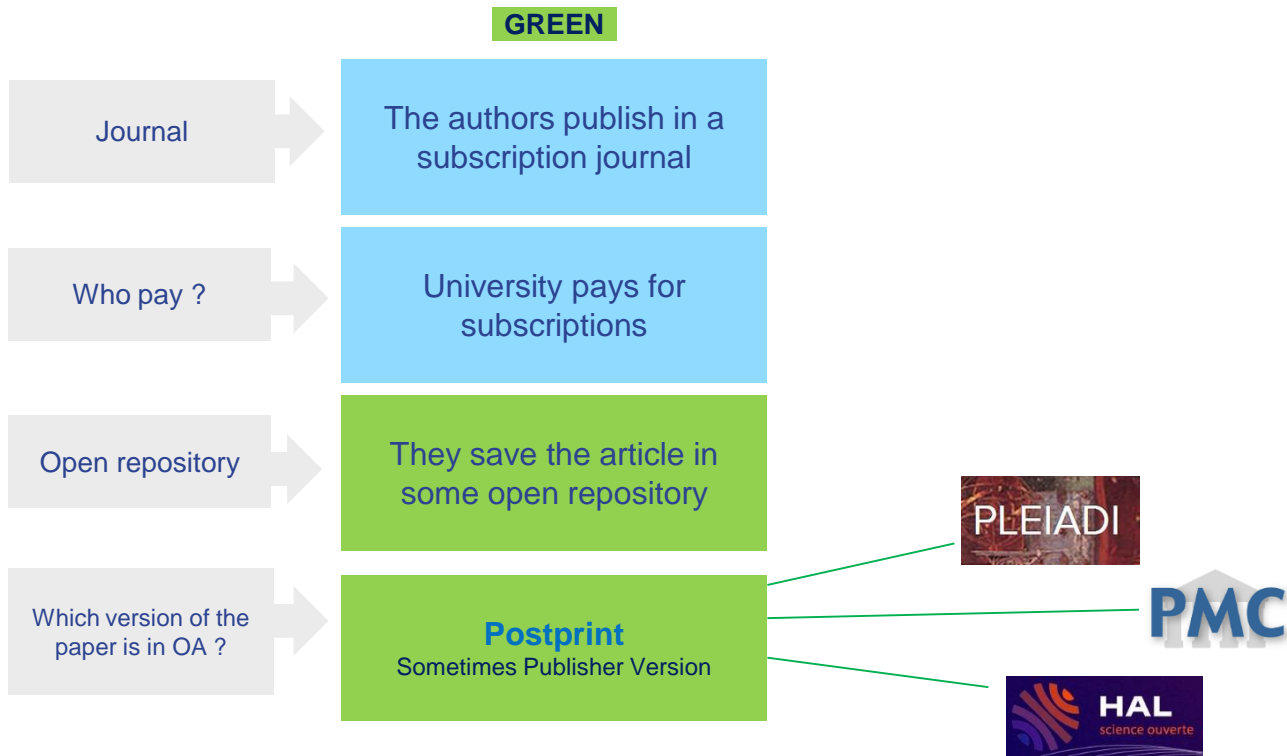 GREEN
Journal
The authors publish in a
subscription journal
Who pay ?
University pays for
subscriptions
Open repository
They save the article in
some open repository
Which version of the
paper is in OA ?
Postprint
Sometimes Publisher Version
PLEIADI
PMC
HAL
science ouverte